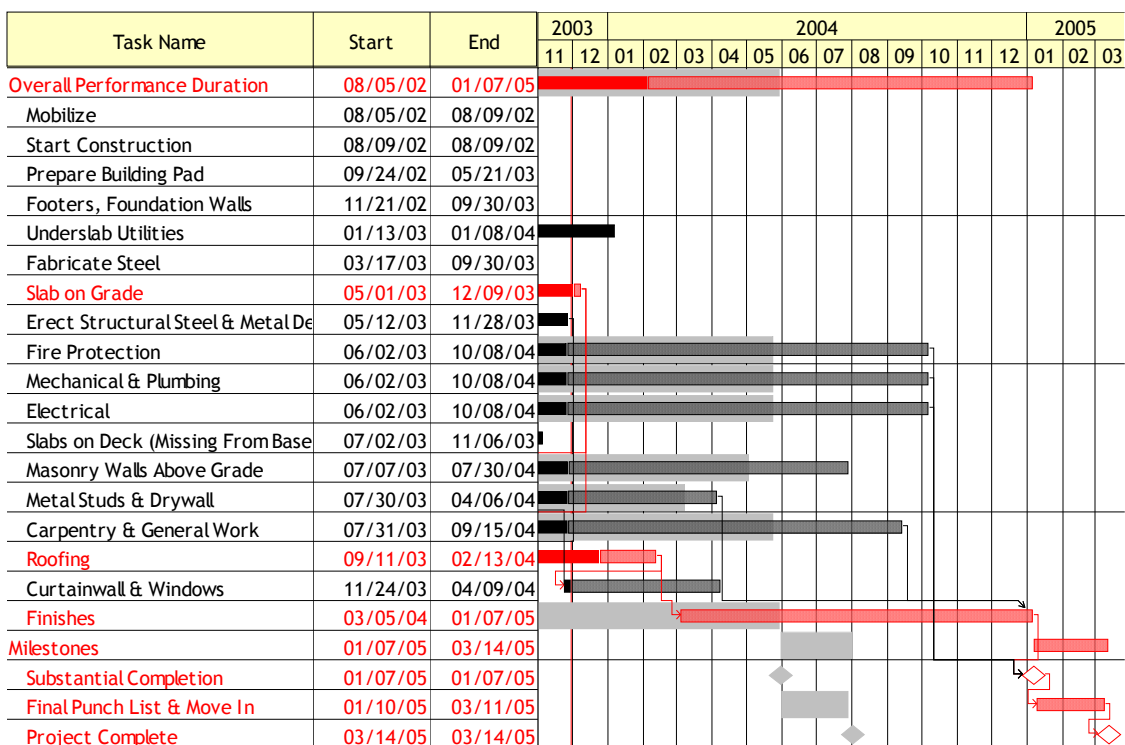 Task Name Start End 2003 2004 2005
11 12 01 02 03 04 05 06 07 08 09 10 11 12 01 02 03
Overall Performance Duration 08/05/02 01/07/05
Mobilize 08/05/02 08/09/02
Start Construction 08/09/02 08/09/02
Prepare Building Pad 09/24/02 05/21/03
Footers, Foundation Walls 11/21/02 09/30/03
Underslab Utilities 01/13/03 01/08/04
Fabricate Steel 03/17/03 09/30/03
Slab on Grade 05/01/03 12/09/03
Erect Structural Steel & Metal De 05/12/03 11/28/03
Fire Protection 06/02/03 10/08/04
Mechanical & Plumbing 06/02/03 10/08/04
Electrical 06/02/03 10/08/04
Slabs on Deck (Missing From Base 07/02/03 11/06/03
Masonry Walls Above Grade 07/07/03 07/30/04
Metal Studs & Drywall 07/30/03 04/06/04
Carpentry & General Work 07/31/03 09/15/04
Roofing 09/11/03 02/13/04
Curtainwall & Windows 11/24/03 04/09/04
Finishes 03/05/04 01/07/05
Milestones 01/07/05 03/14/05
Substantial Completion 01/07/05 01/07/05
Final Punch List & Move In 01/10/05 03/11/05
Project Complete 03/14/05 03/14/05